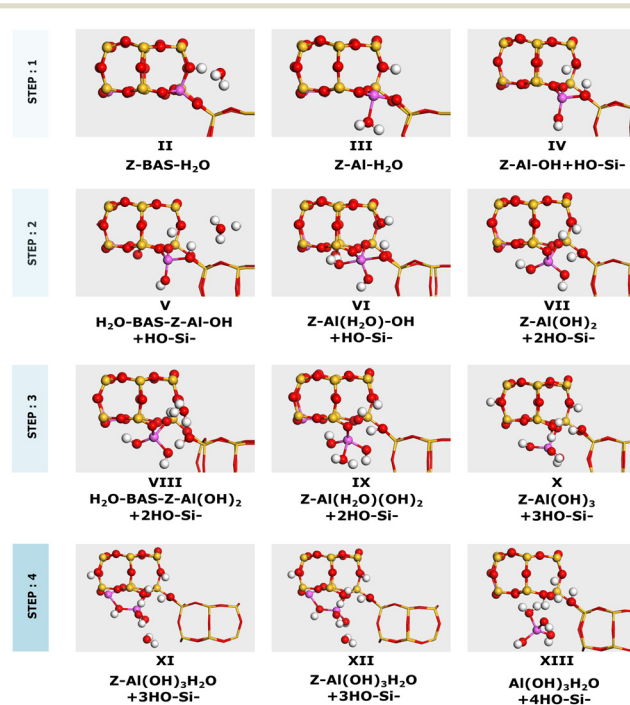 STEP : 1
II
Z-BAS-H₂O
III
Z-Al-H₂O
IV
Z-Al-OH+HO-Si-
STEP : 2
V
H₂O-BAS-Z-Al-OH
+HO-Si-
VI
Z-Al(H₂O)-OH
+HO-Si-
VII
Z-Al(OH)₂
+2HO-Si-
STEP : 3
VIII
H₂O-BAS-Z-Al(OH)₂
+2HO-Si-
IX
Z-Al(H₂O)(OH)₂
+2HO-Si-
X
Z-Al(OH)₃
+3HO-Si-
STEP : 4
XI
Z-Al(OH)₃H₂O
+3HO-Si-
XII
Z-Al(OH)₃H₂O
+3HO-Si-
XIII
Al(OH)₃H₂O
+4HO-Si-